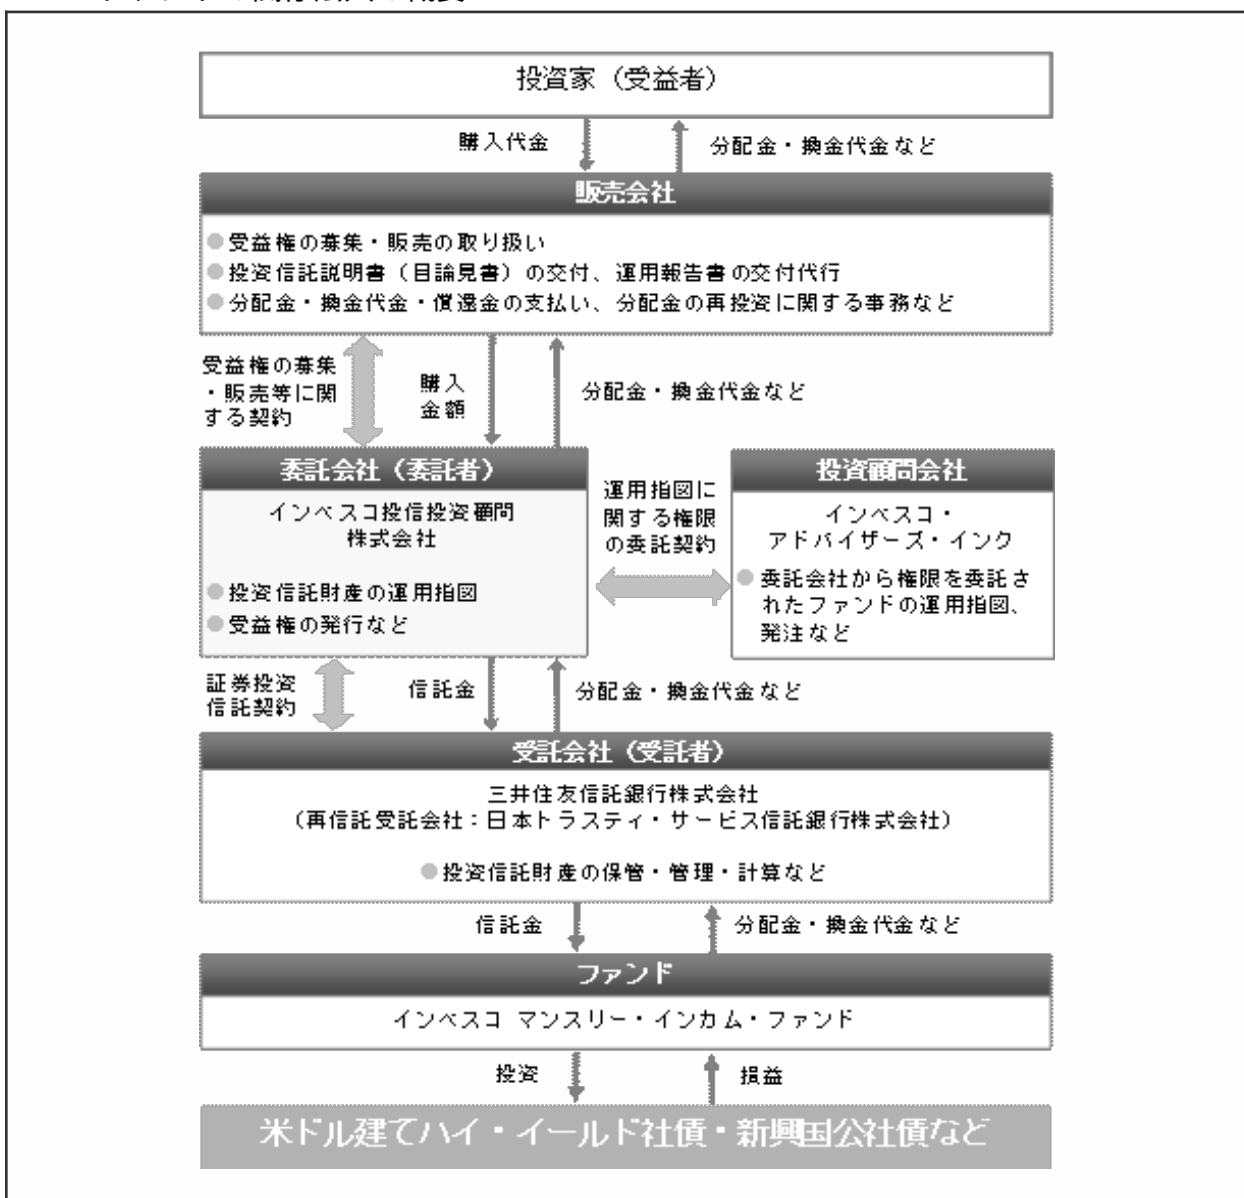 投資家（受益者）
購入代金
分配金・換金代金など
販売会社
●受益権の募集・販売の取り扱い
●投資信託説明書（目論見書）の交付、運用報告書の交付代行
●分配金・換金代金・償還金の支払い、分配金の再投資に関する事務など
受益権の募集
・販売等に関
する契約
購入
金額
分配金・換金代金など
委託会社（委託者）
インベスコ投信投資顧問
株式会社
●投資信託財産の運用指図
●受益権の発行など
運用指図に
関する権限
の委託契約
投資顧問会社
インベスコ・
アドバイザーズ・インク
●委託会社から権限を委託さ
れたファンドの運用指図、
発注など
証券投資
信託契約
信託金
分配金・換金代金など
受託会社（受託者）
三井住友信託銀行株式会社
（再信託受託会社：日本トラスティ・サービス信託銀行株式会社）
●投資信託財産の保管・管理・計算など
信託金
分配金・換金代金など
ファンド
インベスコ マンスリー・インカム・ファンド
投資
損益
米ドル建てハイ・イールド社債・新興国公社債など